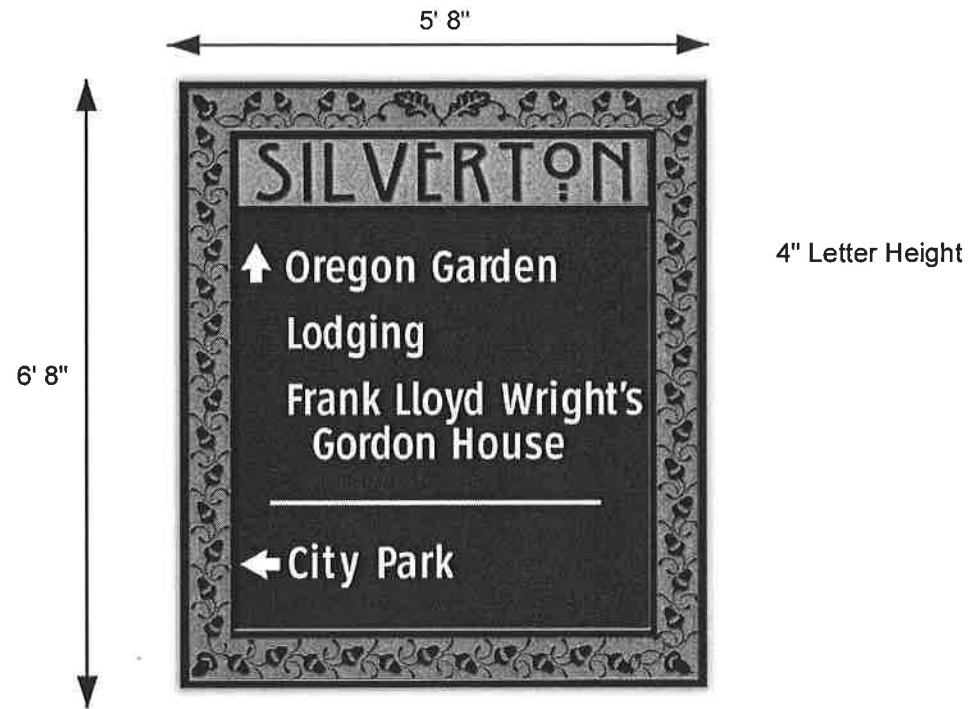 5' 8"
SILVERTON
4" Letter Height
Oregon Garden
Lodging
6' 8"
Frank Lloyd Wright's
Gordon House
City Park